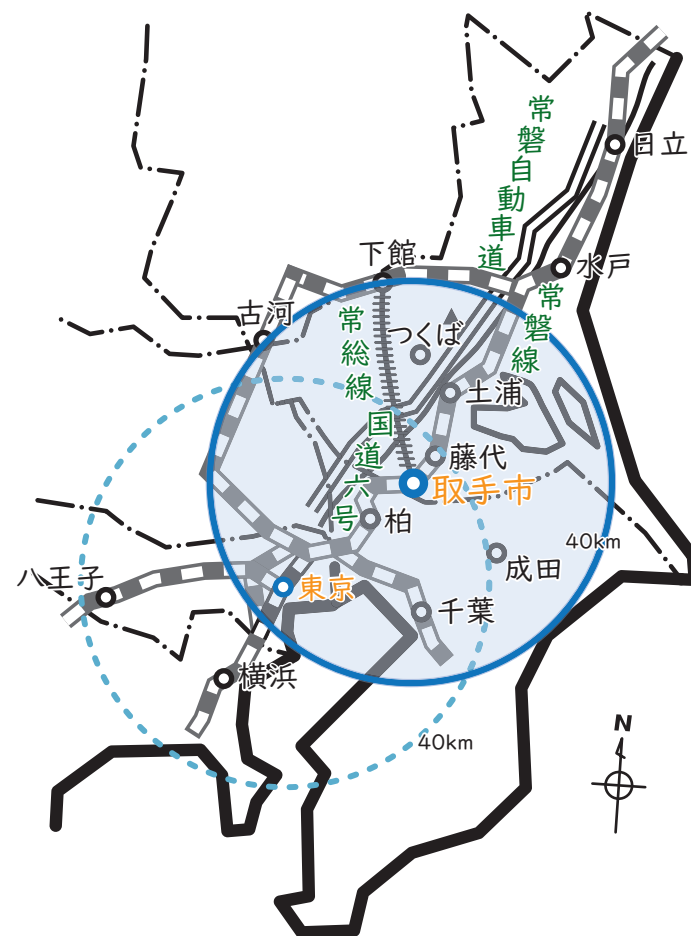 常磐自動車道
日立
水戸
下館
古河
常総線
つくば
常磐線
土浦
国道六号
藤代
取手市
柏
40km
成田
八王子
東京
千葉
横浜
40km
N